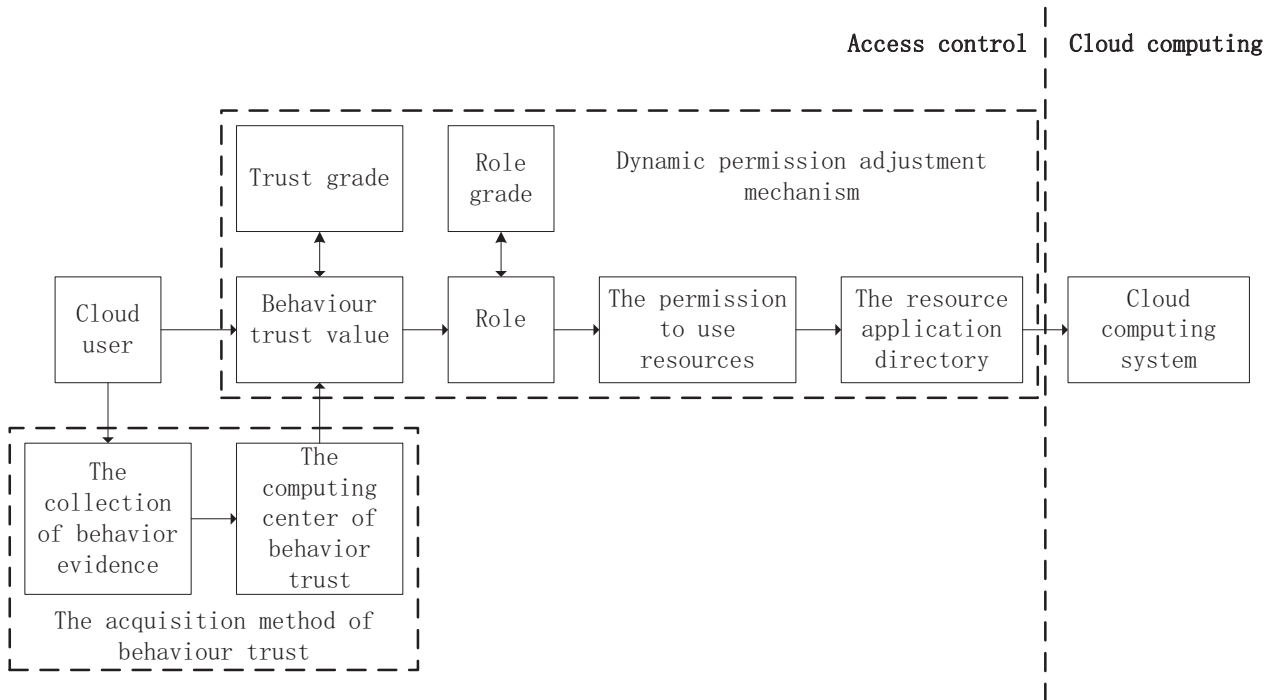 Access control
Cloud computing
Trust grade
Role
grade
Dynamic permission adjustment
mechanism
Cloud
user
Behaviour
trust value
Role
The permission
to use
resources
The resource
application
directory
Cloud
computing
system
The
collection
of behavior
evidence
The
computing
center of
behavior
trust
The acquisition method of
behaviour trust